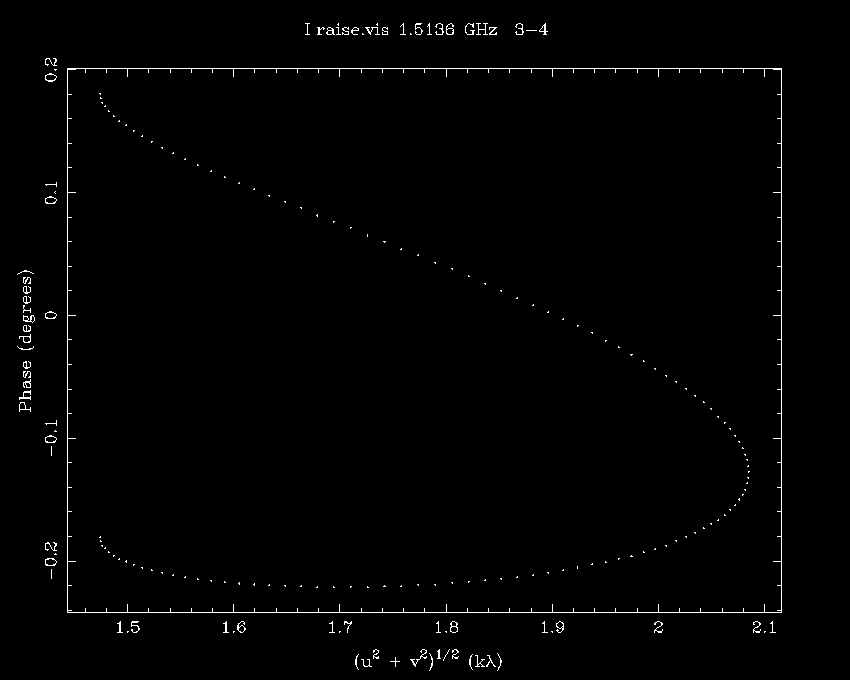 I raise.vis 1.5136 GHz 3−4
0.2
0.1
0
−0.1
−0.2
Phase (degrees)
1.5 1.6 1.7 1.8 1.9 2 2.1
(u² + v²)¹/² (kλ)